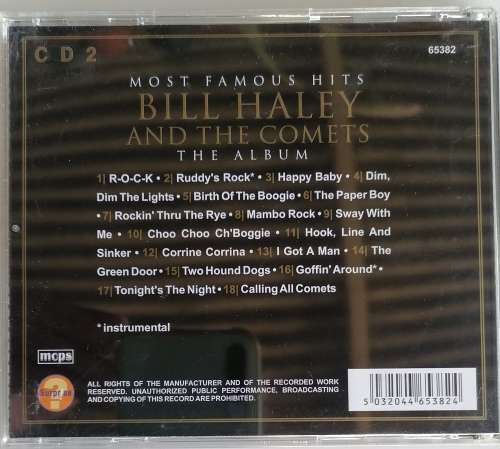 CD2
65382
MOST FAMOUS HITS
BILL HALEY
AND THE COMETS
THE ALBUM
1| R-O-C-K • 2| Ruddy's Rock* • 3| Happy Baby • 4| Dim,
Dim The Lights • 5| Birth Of The Boogie • 6| The Paper Boy
• 7| Rockin' Thru The Rye • 8| Mambo Rock • 9| Sway With
Me • 10| Choo Choo Ch'Boggie • 11| Hook, Line And
Sinker • 12| Corrine Corrina • 13| I Got A Man • 14| The
Green Door • 15| Two Hound Dogs • 16| Goffin' Around* •
17| Tonight's The Night • 18| Calling All Comets
*instrumental
mcps
ALL RIGHTS OF THE MANUFACTURER AND OF THE RECORDED WORK
RESERVED. UNAUTHORIZED PUBLIC PERFORMANCE, BROADCASTING
AND COPYING OF THIS RECORD ARE PROHIBITED.
5 032044 653824